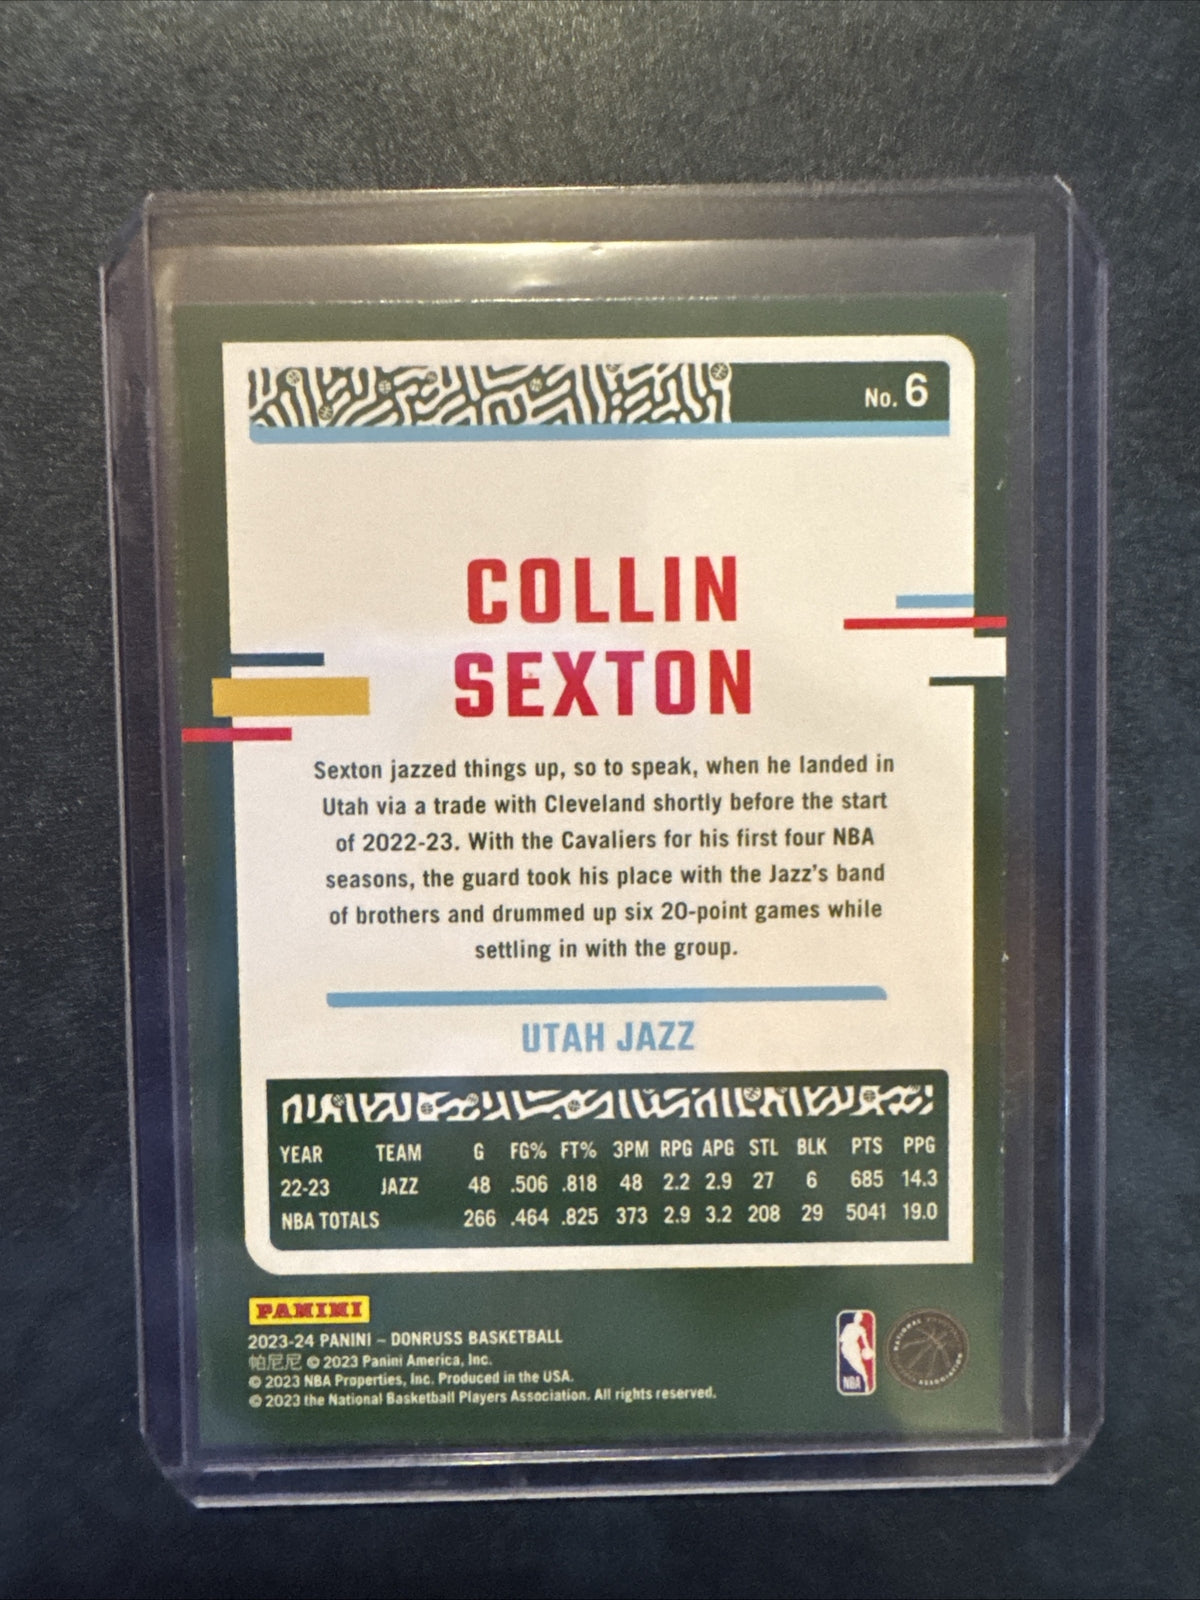 No. 6
COLLIN
SEXTON
Sexton jazzed things up, so to speak, when he landed in
Utah via a trade with Cleveland shortly before the start
of 2022-23. With the Cavaliers for his first four NBA
seasons, the guard took his place with the Jazz's band
of brothers and drummed up six 20-point games while
settling in with the group.
UTAH JAZZ
YEAR TEAM G FG% FT% 3PM RPG APG STL BLK PTS PPG
22-23 JAZZ 48 .506 .818 48 2.2 2.9 27 6 685 14.3
NBA TOTALS 266 .464 .825 373 2.9 3.2 208 29 5041 19.0
PANINI
2023-24 PANINI – DONRUSS BASKETBALL
帕尼尼 © 2023 Panini America, Inc.
© 2023 NBA Properties, Inc. Produced in the USA.
© 2023 the National Basketball Players Association. All rights reserved.
NBA
NATIONAL ASSOCIATION